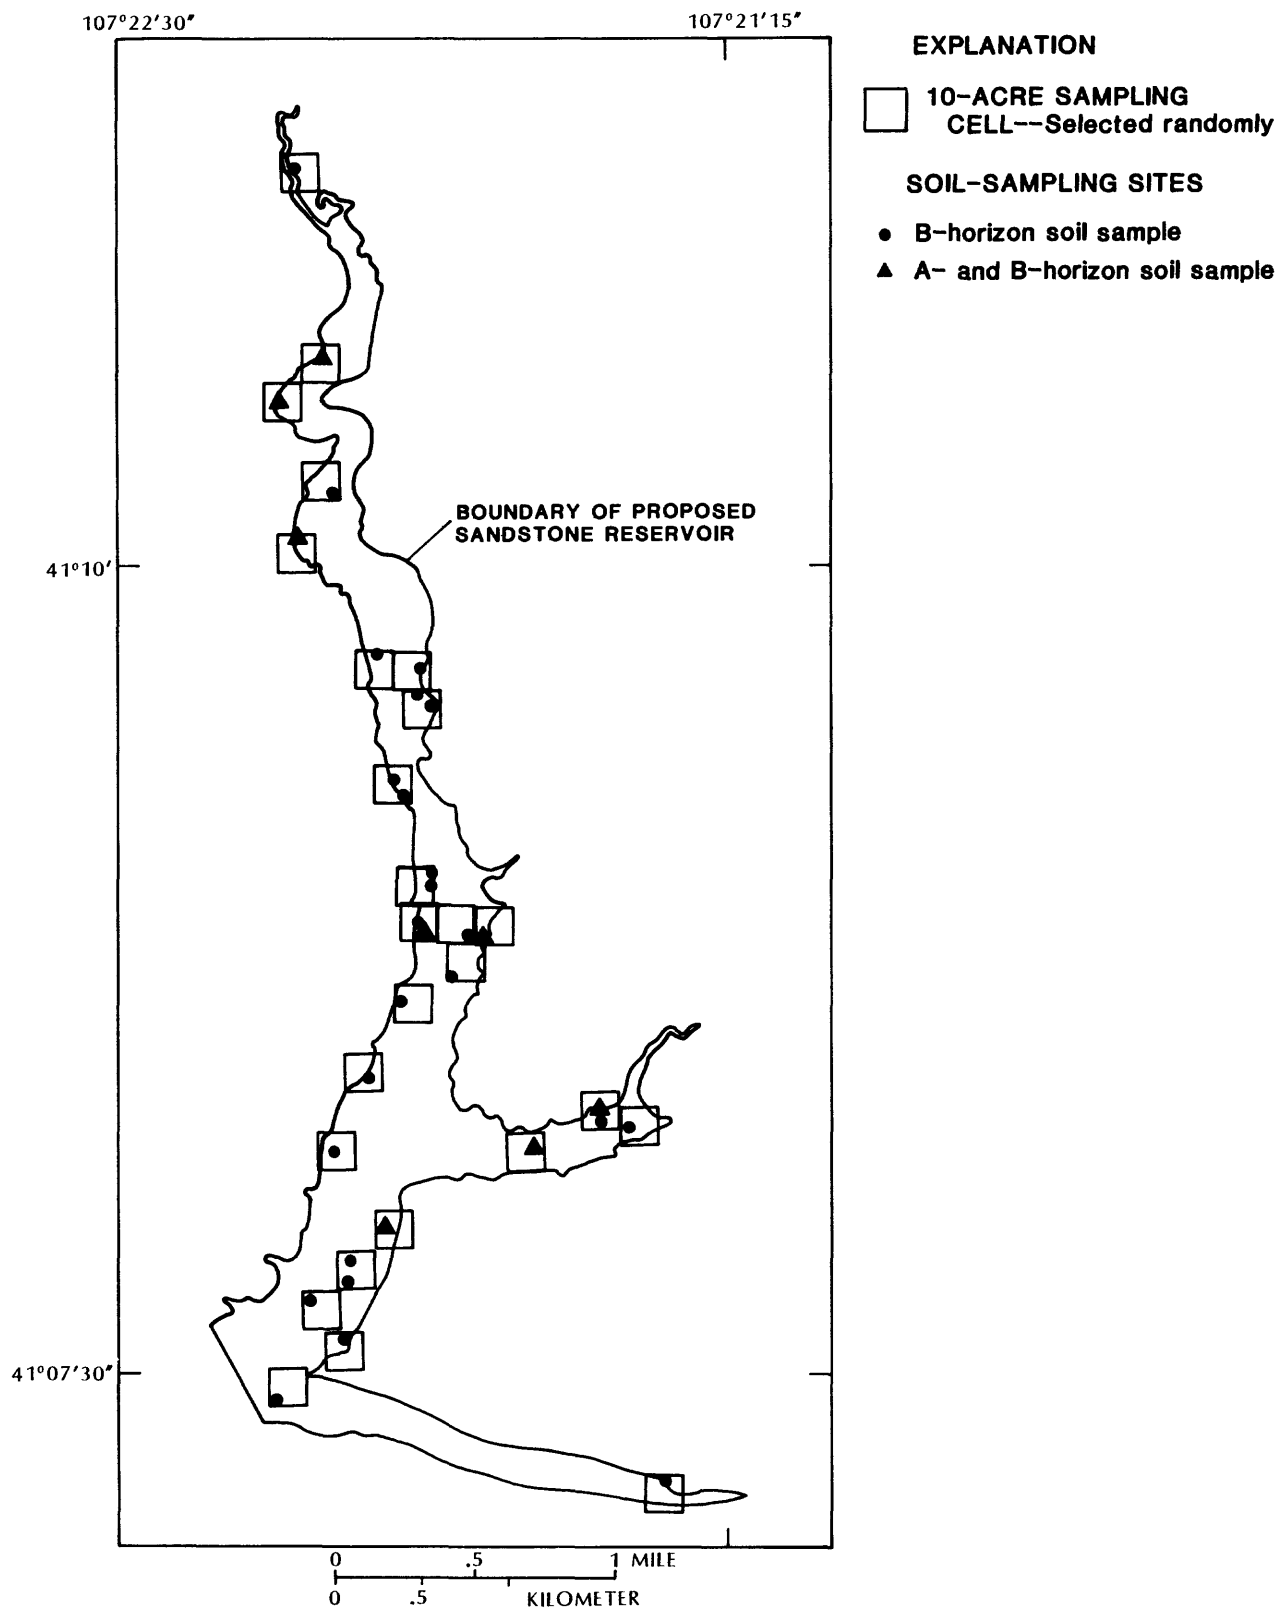 107°22'30"
107°21'15"
EXPLANATION
10-ACRE SAMPLING
CELL--Selected randomly
SOIL-SAMPLING SITES
B-horizon soil sample
A- and B-horizon soil sample
BOUNDARY OF PROPOSED
SANDSTONE RESERVOIR
41°10'
41°07'30"
0 .5 1 MILE
0 .5 KILOMETER